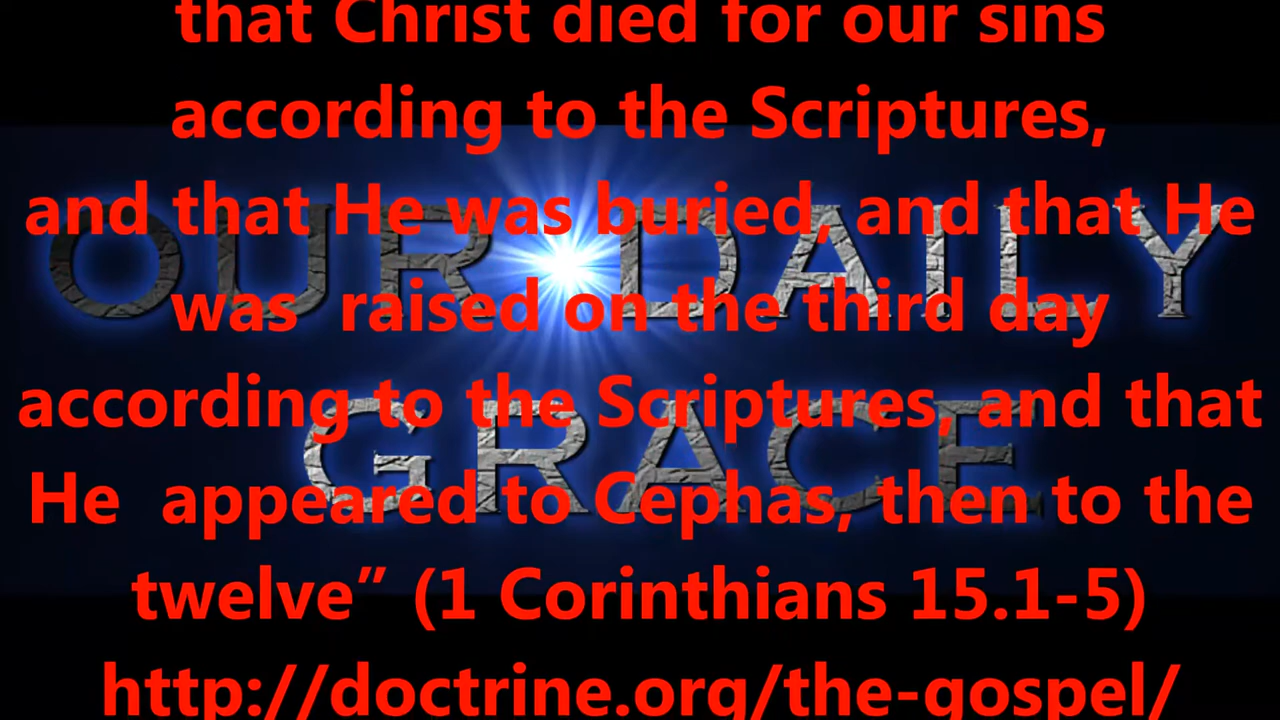 that Christ died for our sins
according to the Scriptures,
and that He was buried, and that He
was  raised on the third day
according to the Scriptures, and that
He  appeared to Cephas, then to the
twelve” (1 Corinthians 15.1-5)
http://doctrine.org/the-gospel/
OUR DAILY
GRACE